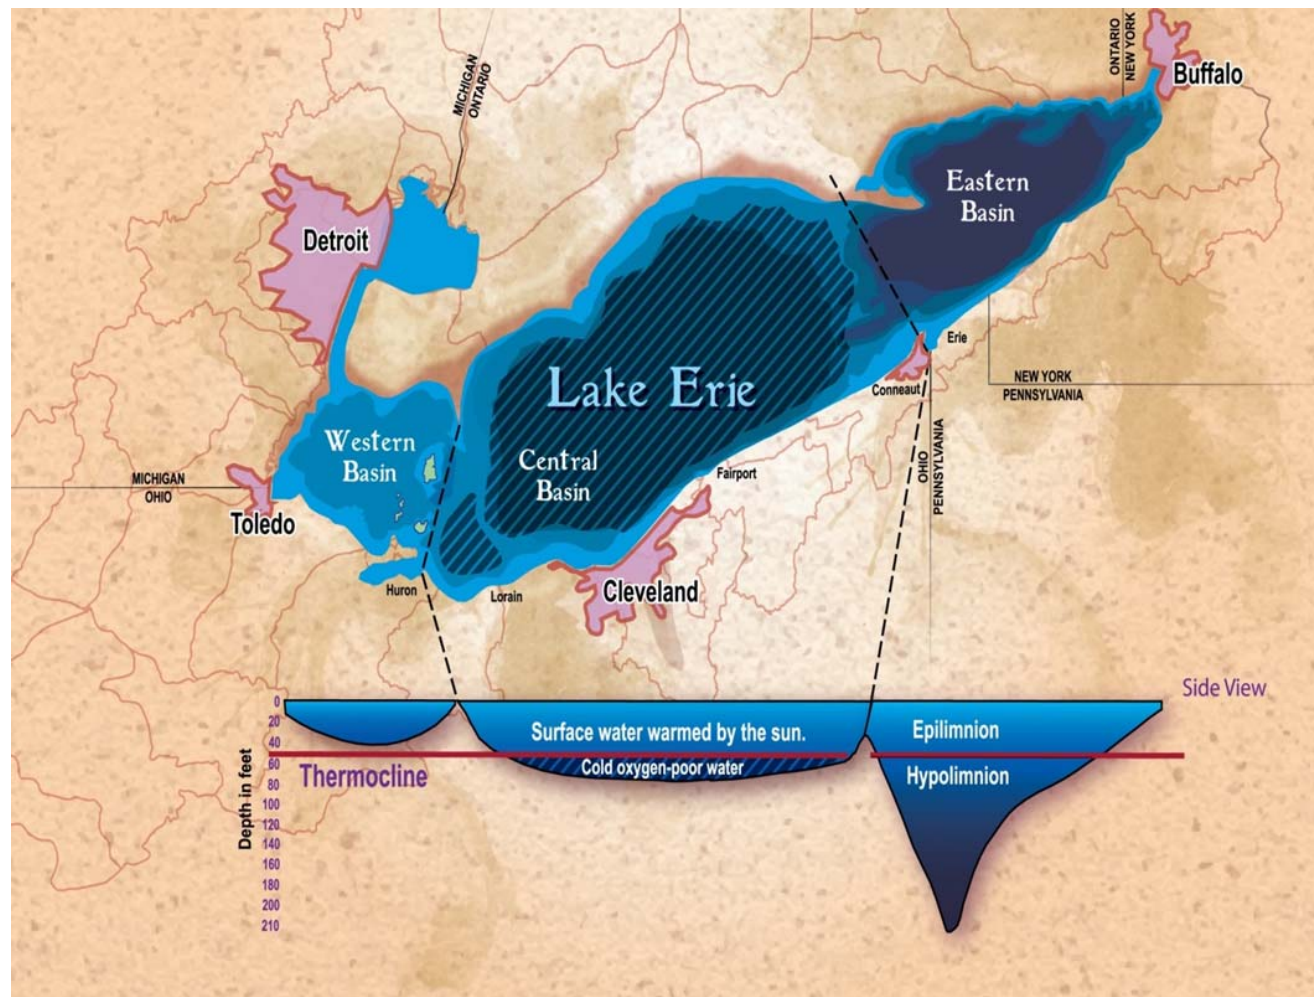 MICHIGAN
ONTARIO
ONTARIO
NEW YORK
Buffalo
Eastern
Basin
Detroit
Erie
Lake Erie
Conneaut
NEW YORK
PENNSYLVANIA
Western
Basin
Central
Basin
Fairport
OHIO
PENNSYLVANIA
MICHIGAN
OHIO
Toledo
Huron
Lorain
Cleveland
Side View
Depth in feet
0
20
40
60
80
100
120
140
160
180
200
210
Surface water warmed by the sun.
Epilimnion
Thermocline
Cold oxygen-poor water
Hypolimnion